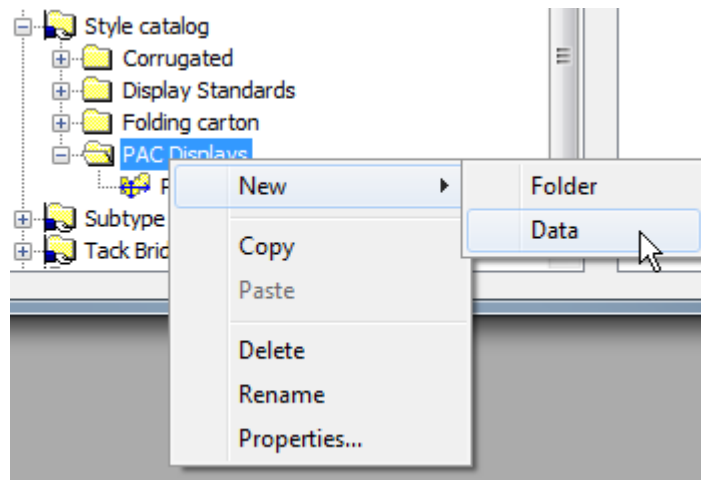 Style catalog
Corrugated
Display Standards
Folding carton
PAC Displays
New
Folder
Subtype
Data
Tack Brid
Copy
Paste
Delete
Rename
Properties...